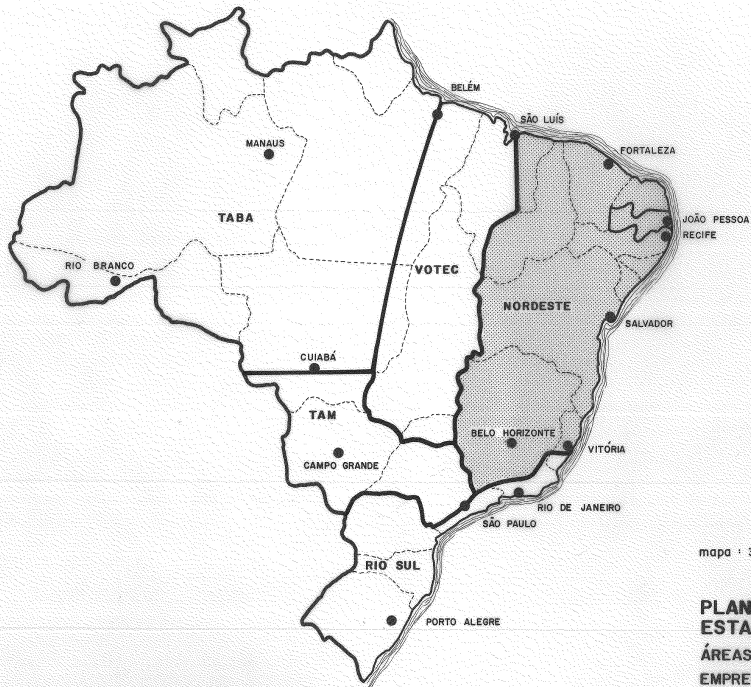 BELÉM
SÃO LUÍS
FORTALEZA
MANAUS
JOÃO PESSOA
TABA
RECIFE
RIO BRANCO
VOTEC
NORDESTE
SALVADOR
CUIABÁ
TAM
BELO HORIZONTE
VITÓRIA
CAMPO GRANDE
RIO DE JANEIRO
SÃO PAULO
mapa : 3
RIO SUL
PLAN
ESTA
PORTO ALEGRE
ÁREAS
EMPRE